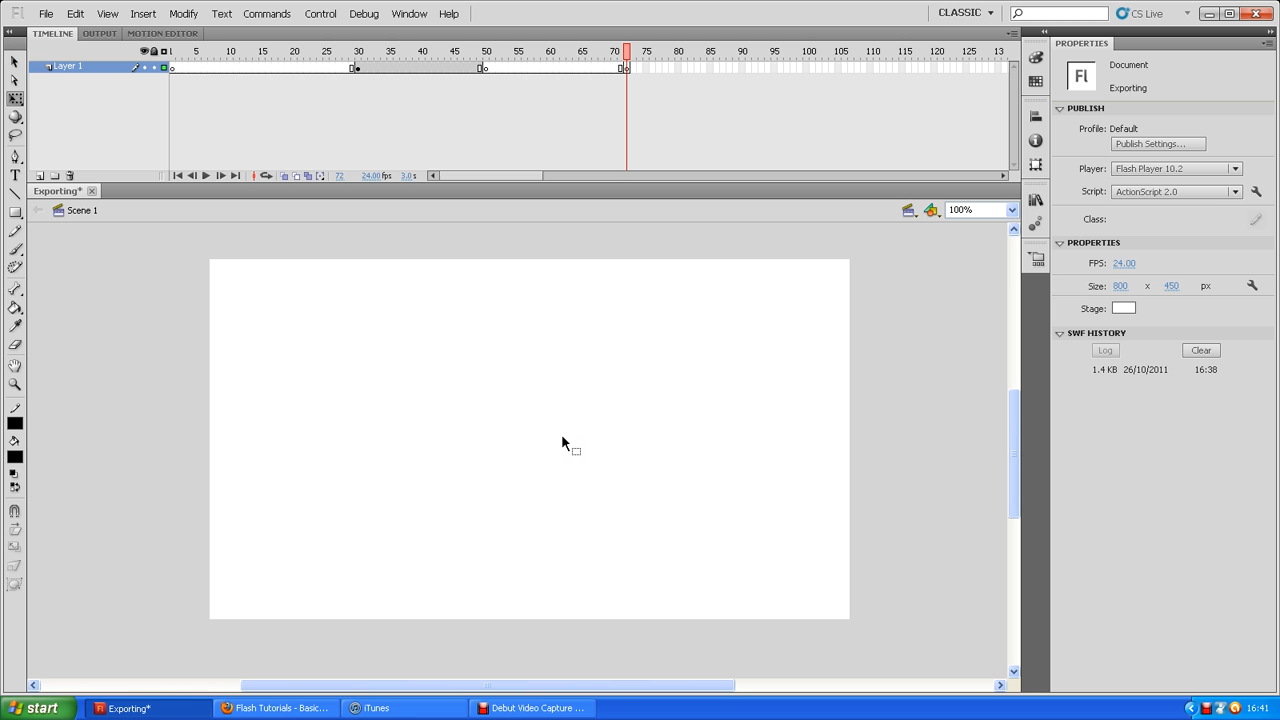 Fl File Edit View Insert Modify Text Commands Control Debug Window Help CLASSIC CS Live
TIMELINE OUTPUT MOTION EDITOR
PROPERTIES
5 10 15 20 25 30 35 40 45 50 55 60 65 70 75 80 85 90 95 100 105 110 115 120 125 13
Layer 1
Fl
Document
Exporting
PUBLISH
Profile: Default
Publish Settings...
Player: Flash Player 10.2
72 24.00fps 3.0s
Exporting*
Script: ActionScript 2.0
Scene 1 100%
Class:
PROPERTIES
FPS: 24.00
Size: 800 x 450 px
Stage:
SWF HISTORY
Log Clear
1.4 KB 26/10/2011 16:38
start Exporting* Flash Tutorials - Basic... iTunes Debut Video Capture ... 16:41